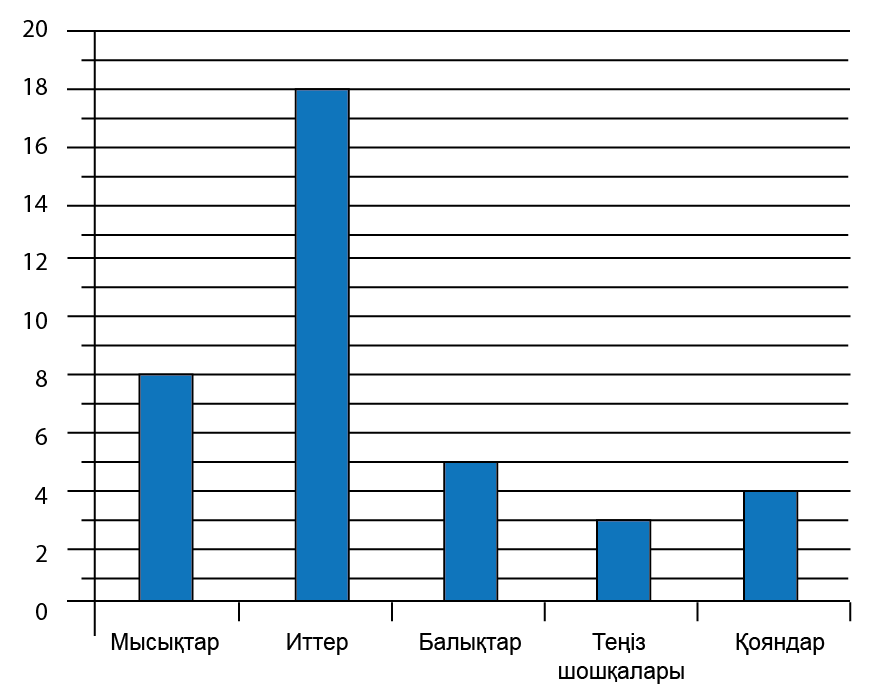 20
18
16
14
12
10
8
6
4
2
0
Мысықтар
Иттер
Балықтар
Теңіз
шошқалары
Қояндар